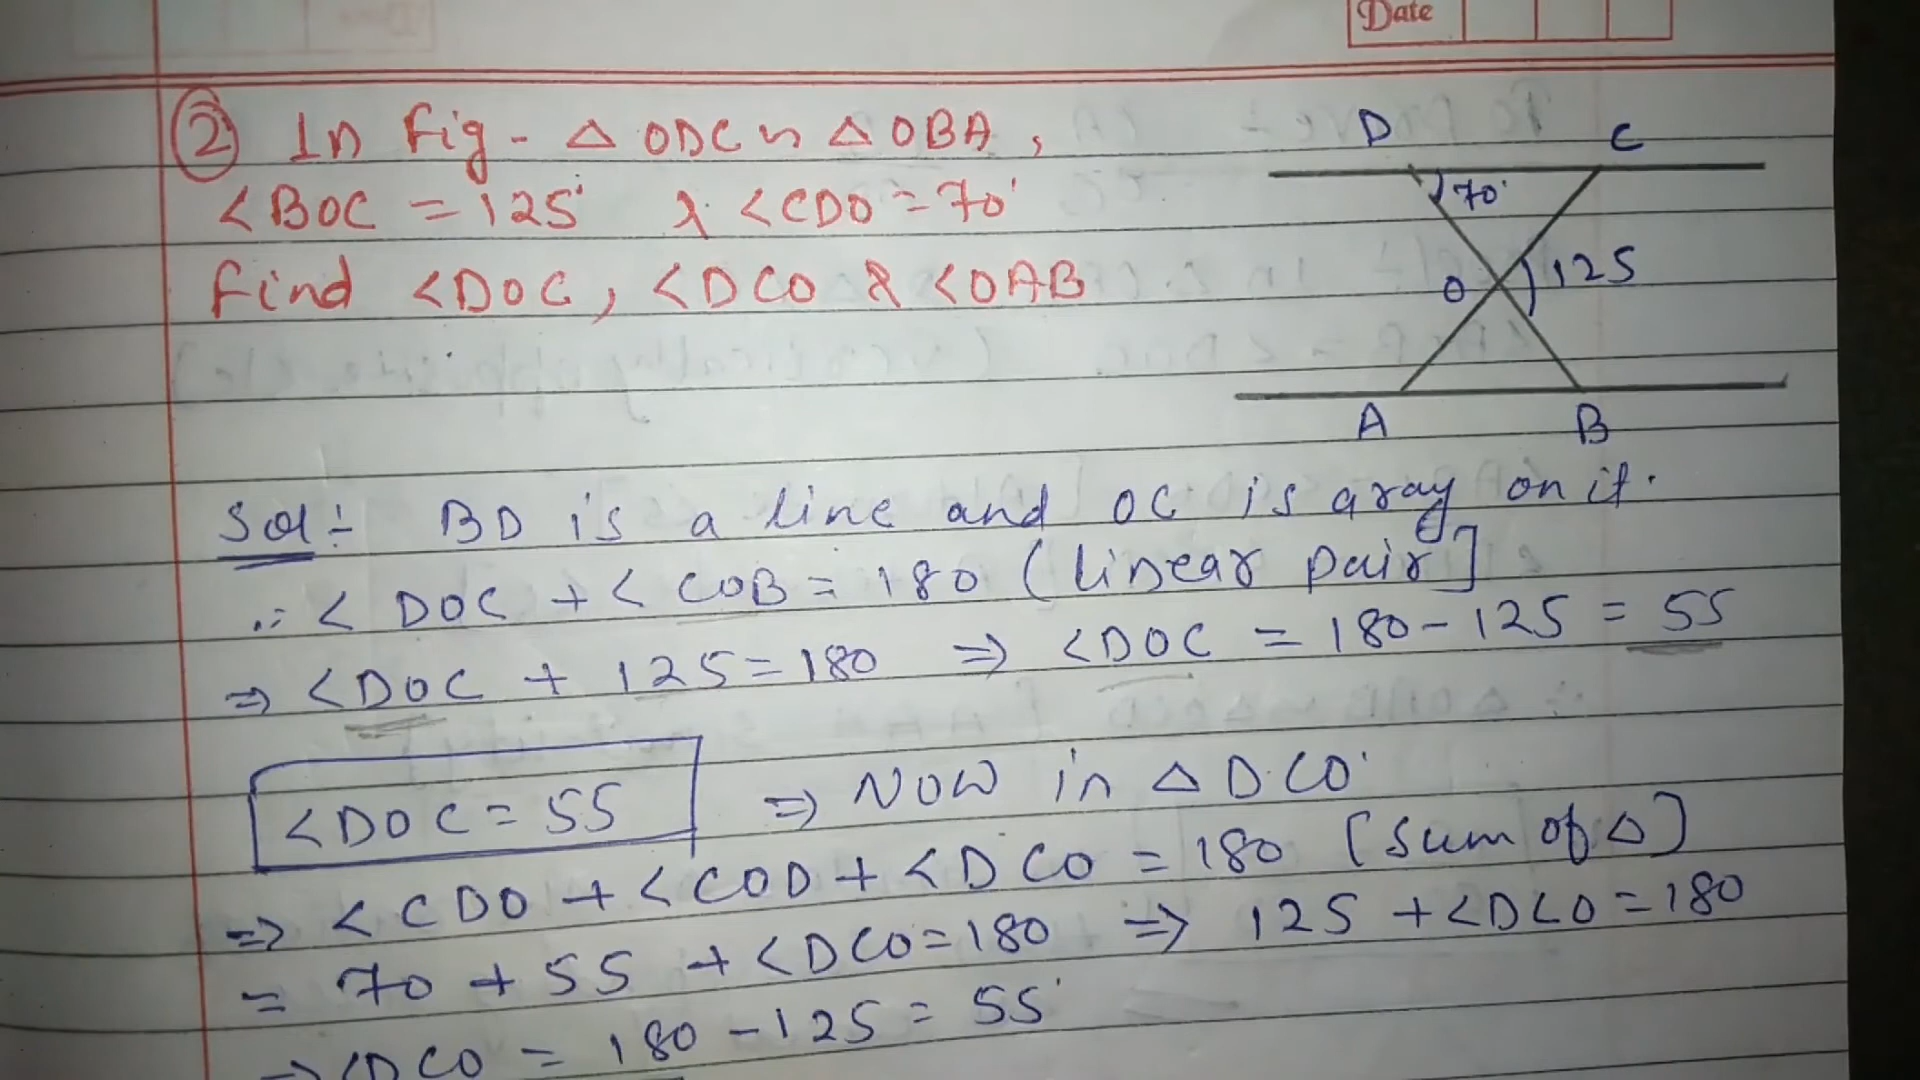 Date
② In fig - △ ODC ~ △ OBA,
<BOC = 125° & <CDO = 70°
find <DOC, <DCO & <OAB
D C
70°
O 125
A B
Sol:- BD is a line and OC is a ray on it.
∴ < DOC + < COB = 180 (linear pair]
⇒ <DOC + 125 = 180 ⇒ <DOC = 180 - 125 = 55
<DOC = 55 ⇒ NOW in △ DCO
⇒ < CDO + < COD + <DCO = 180 [sum of △]
= 70 + 55 + <DCO = 180 ⇒ 125 + <DCO = 180
⇒ <DCO = 180 - 125 = 55°